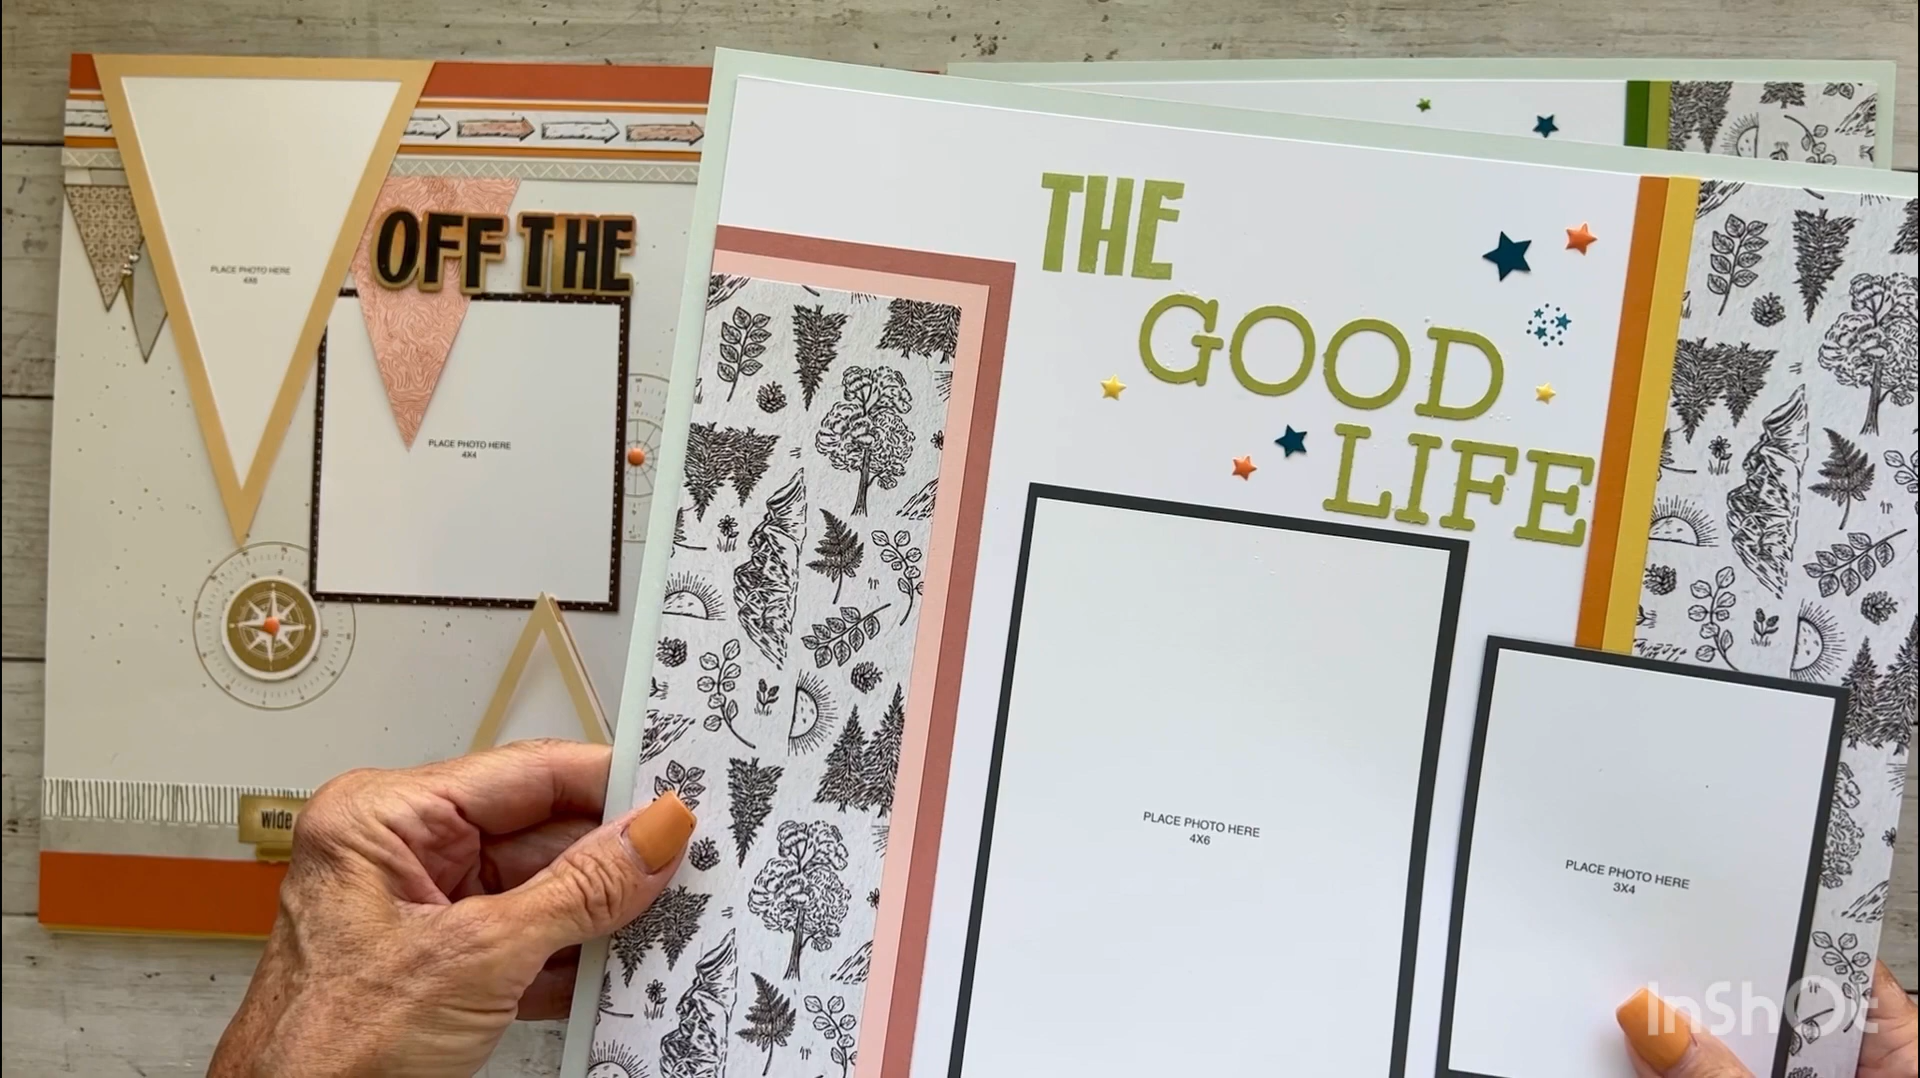 PLACE PHOTO HERE
4X6
OFF THE
PLACE PHOTO HERE
4X4
wide
THE
GOOD
LIFE
PLACE PHOTO HERE
4X6
PLACE PHOTO HERE
3X4
InShOt